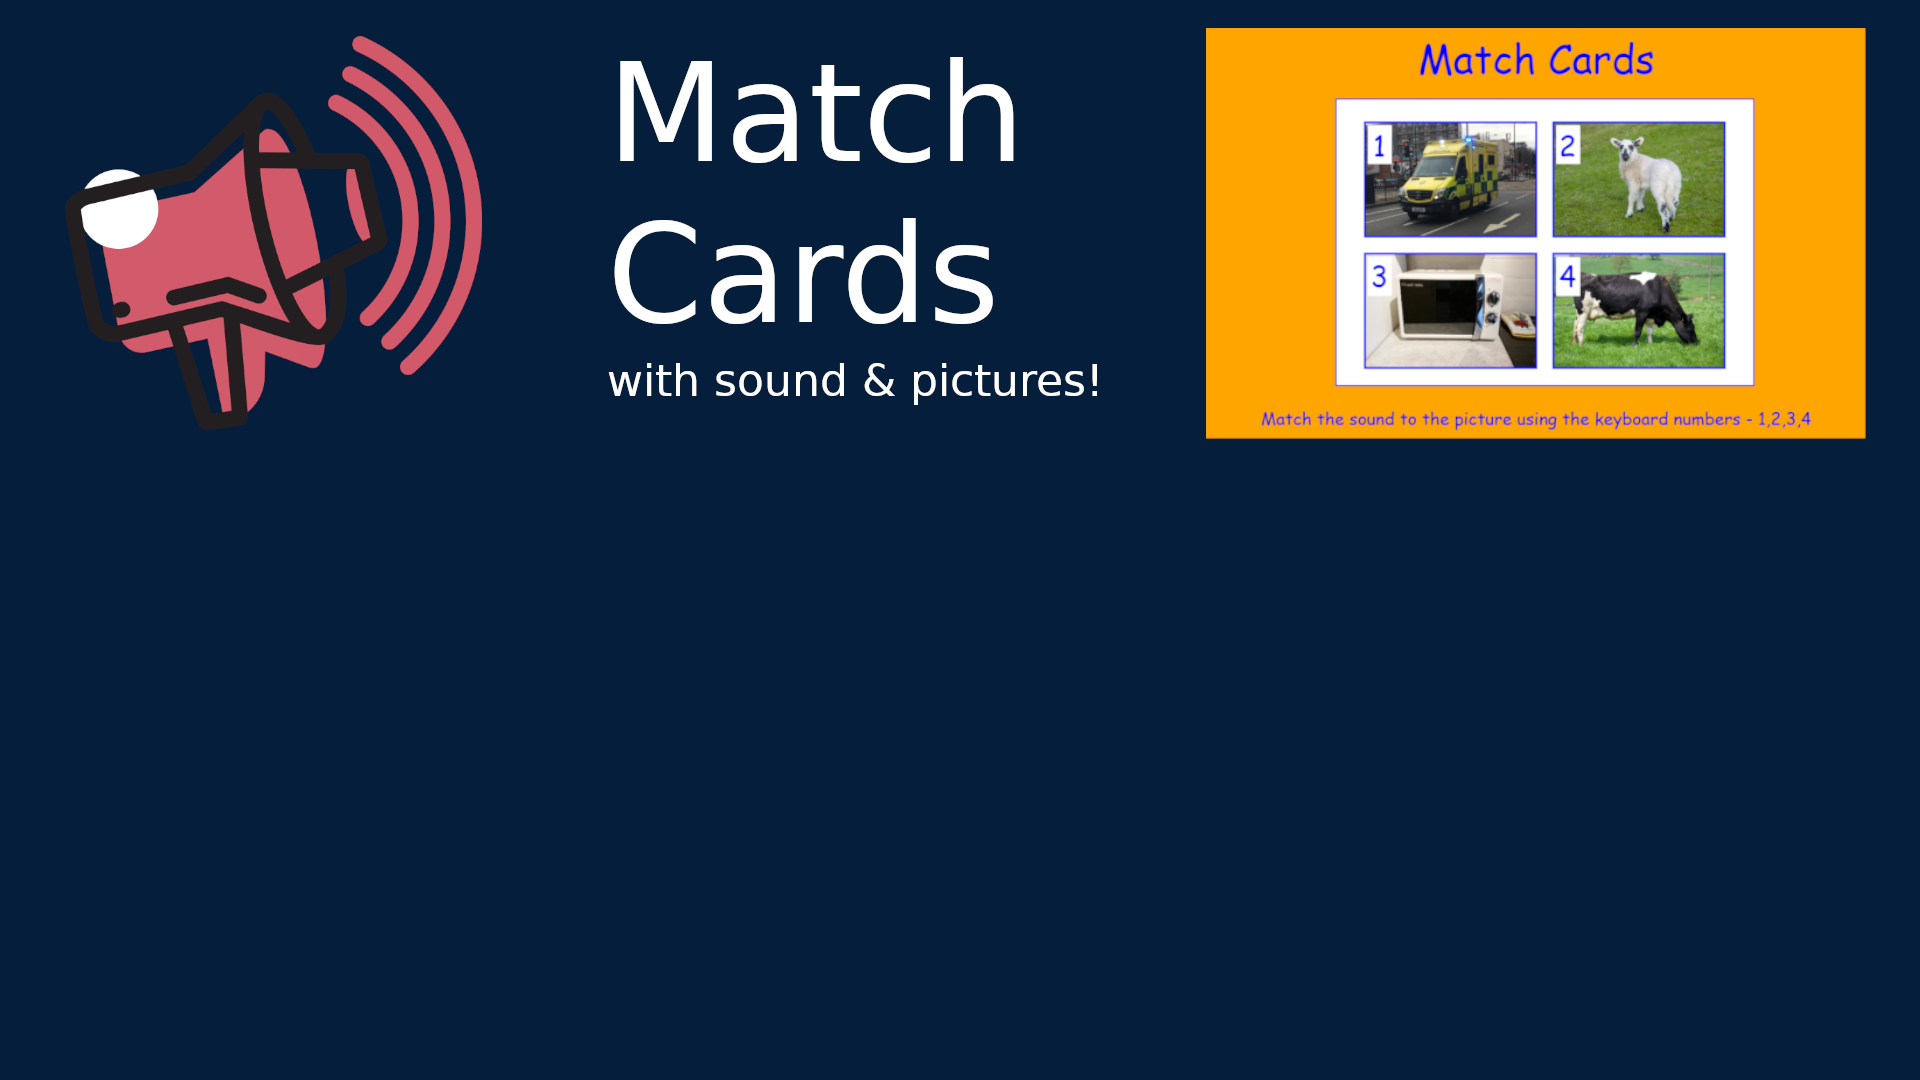 Match
Cards
with sound & pictures!
Match Cards
1
2
3
4
Match the sound to the picture using the keyboard numbers - 1,2,3,4